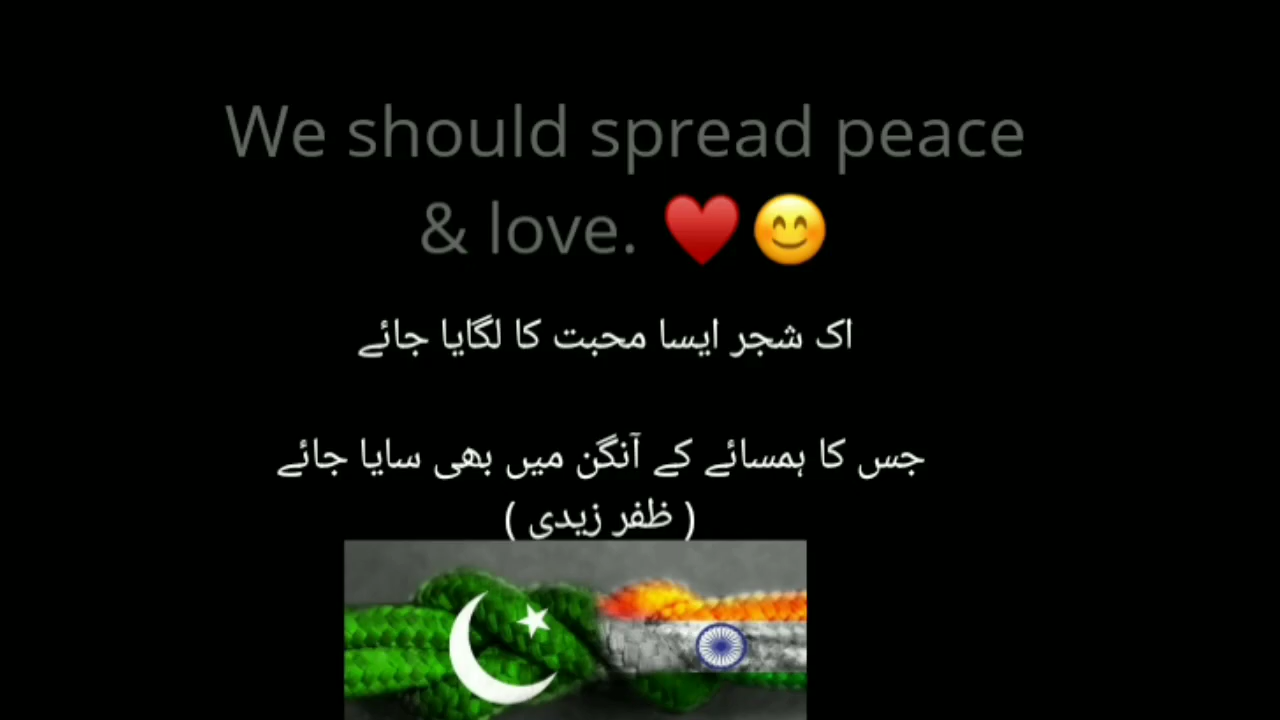 We should spread peace
& love. ♥️😊
اک شجر ایسا محبت کا لگایا جائے
جس کا ہمسائے کے آنگن میں بھی سایا جائے
( ظفر زیدی )